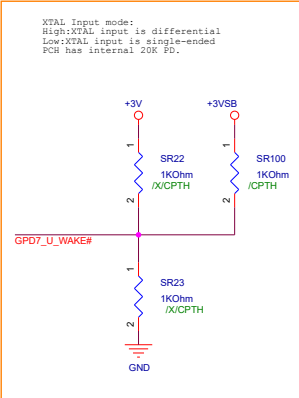 XTAL Input mode:
High:XTAL input is differential
Low:XTAL input is single-ended
PCH has internal 20K PD.
+3V
+3VSB
1
1
SR22
SR100
1KOhm
1KOhm
/X/CPTH
/CPTH
2
2
GPD7_U_WAKE#
1
SR23
1KOhm
/X/CPTH
2
GND